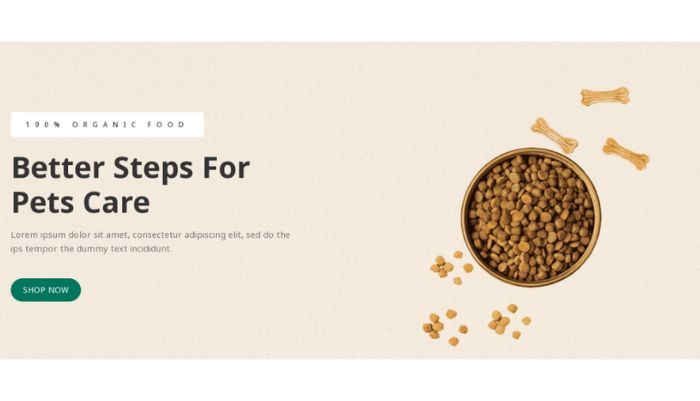 100% ORGANIC FOOD
Better Steps For
Pets Care
Lorem ipsum dolor sit amet, consectetur adipiscing elit, sed do the
ips tempor the dummy text incididunt.
SHOP NOW